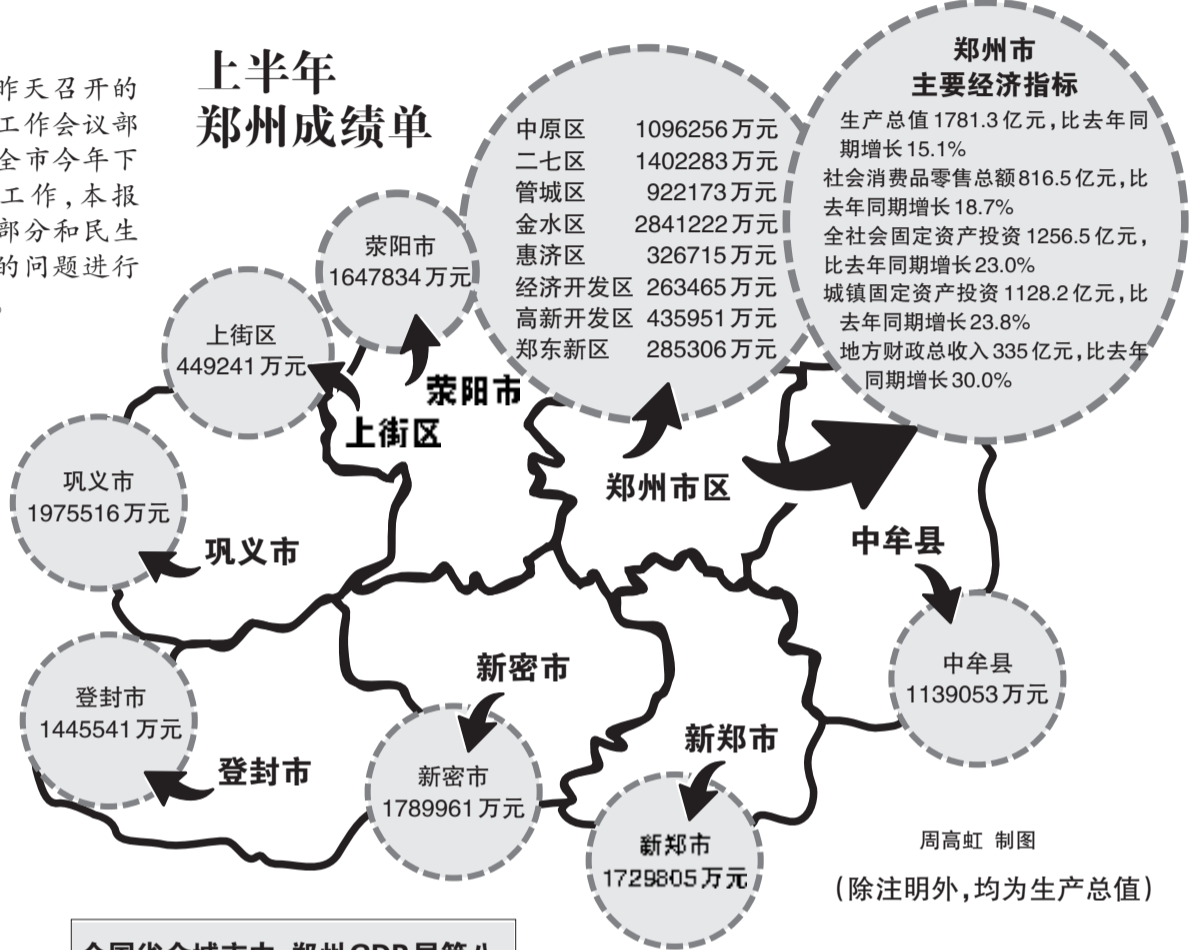 昨天召开的
工作会议部
全市今年下
工作,本报
部分和民生
的问题进行
上半年
郑州成绩单
中原区 1096256万元
二七区 1402283万元
管城区 922173万元
金水区 2841222万元
惠济区 326715万元
经济开发区 263465万元
高新开发区 435951万元
郑东新区 285306万元
郑州市
主要经济指标
生产总值1781.3亿元,比去年同
期增长15.1%
社会消费品零售总额816.5亿元,比
去年同期增长18.7%
全社会固定资产投资1256.5亿元,
比去年同期增长23.0%
城镇固定资产投资1128.2亿元,比
去年同期增长23.8%
地方财政总收入335亿元,比去年
同期增长30.0%
荥阳市
1647834万元
上街区
449241万元
荥阳市
上街区
郑州市区
巩义市
1975516万元
巩义市
中牟县
中牟县
1139053万元
登封市
1445541万元
登封市
新密市
新密市
1789961万元
新郑市
新郑市
1729805万元
周高虹 制图
(除注明外,均为生产总值)
全国省会城市中 郑州GDP居第八